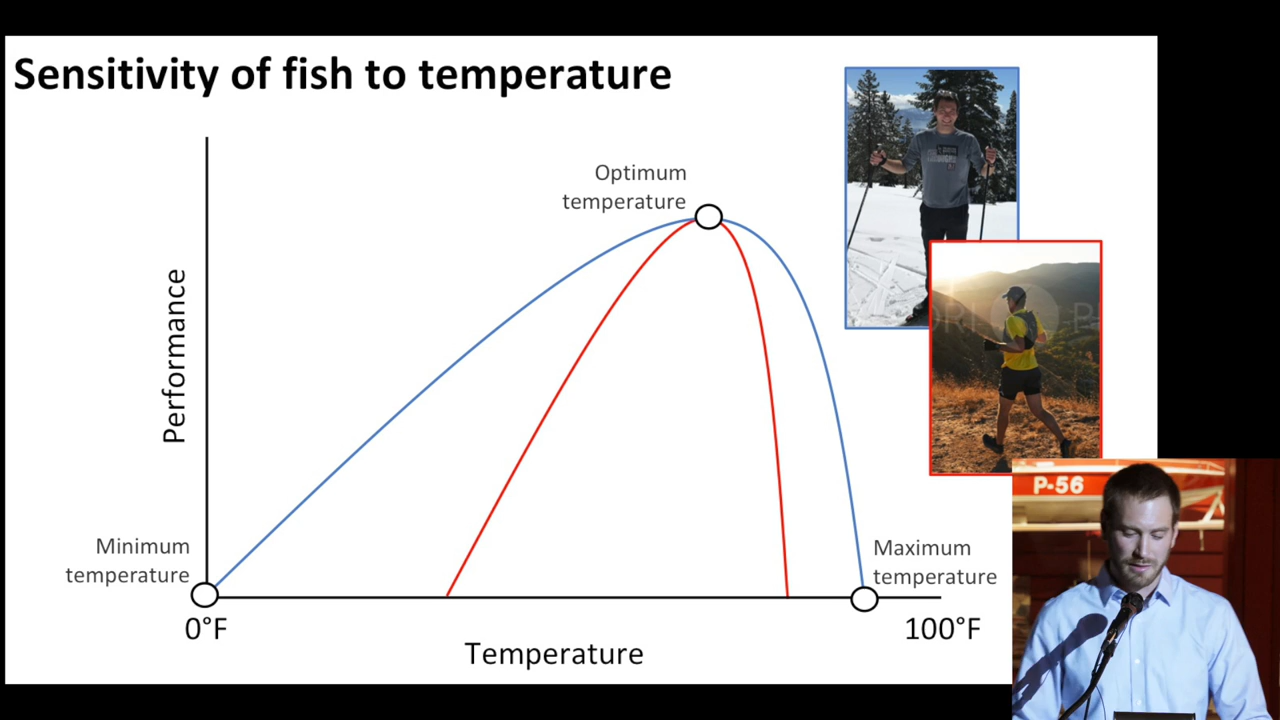 Sensitivity of fish to temperature
Optimum
temperature
Performance
Minimum
temperature
Maximum
temperature
0°F
100°F
Temperature
P-56